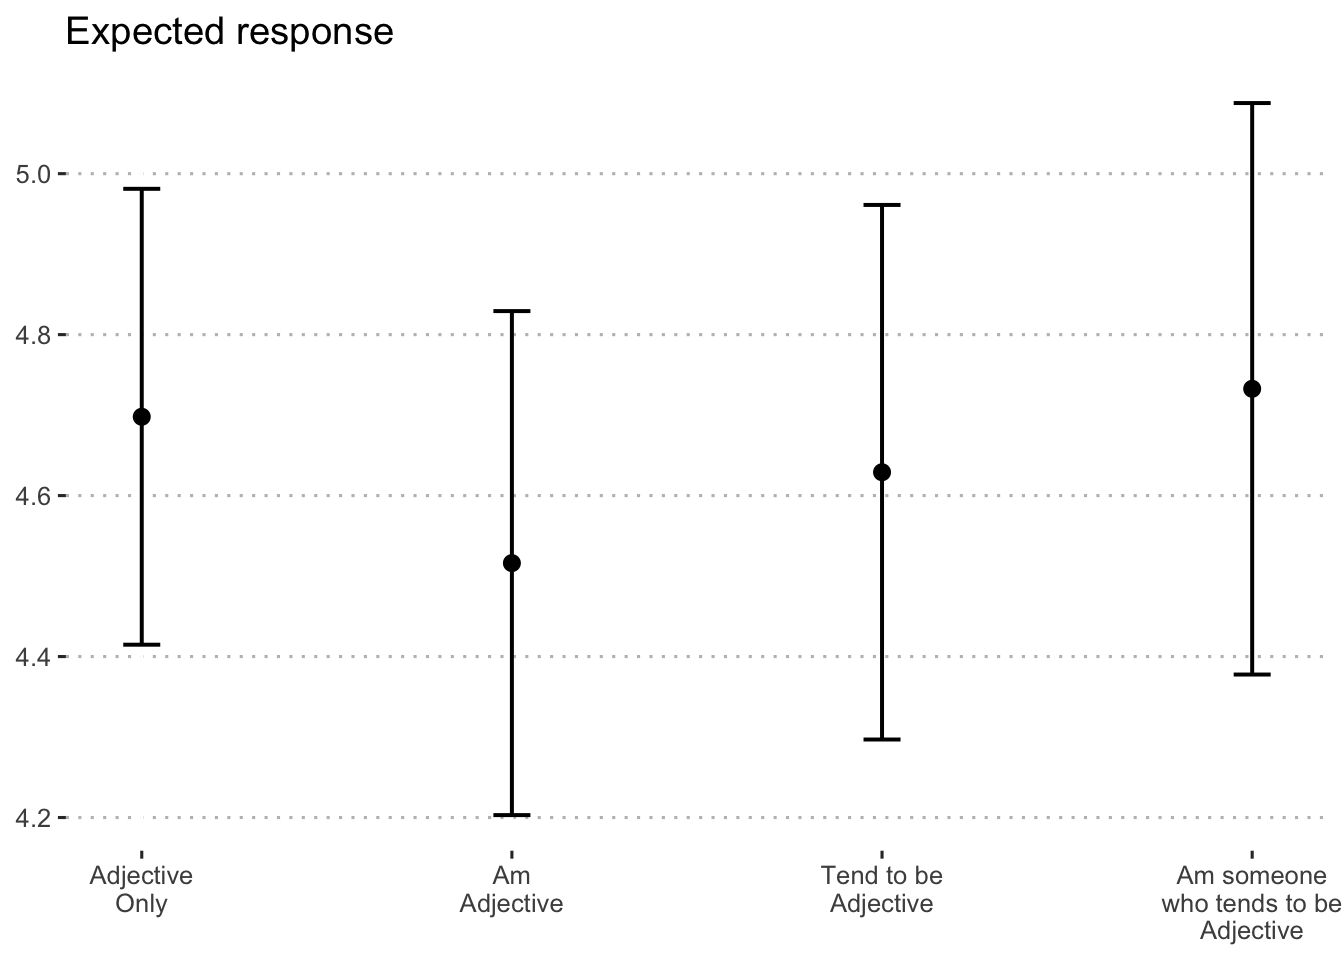 Expected response
5.0
4.8
4.6
4.4
4.2
Adjective
Only
Am
Adjective
Tend to be
Adjective
Am someone
who tends to be
Adjective